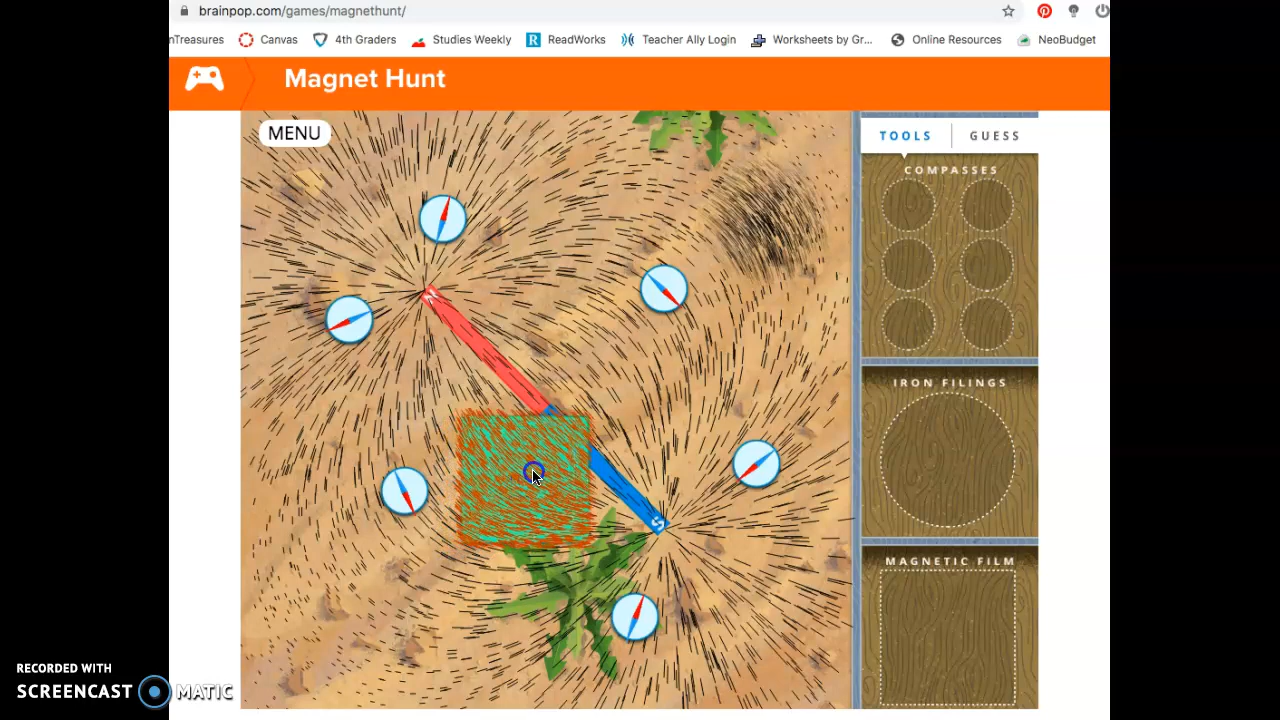 brainpop.com/games/magnethunt/
nTreasures Canvas 4th Graders Studies Weekly R ReadWorks Teacher Ally Login Worksheets by Gr... Online Resources NeoBudget
Magnet Hunt
MENU
TOOLS GUESS
COMPASSES
N
S
IRON FILINGS
MAGNETIC FILM
RECORDED WITH
SCREENCAST MATIC